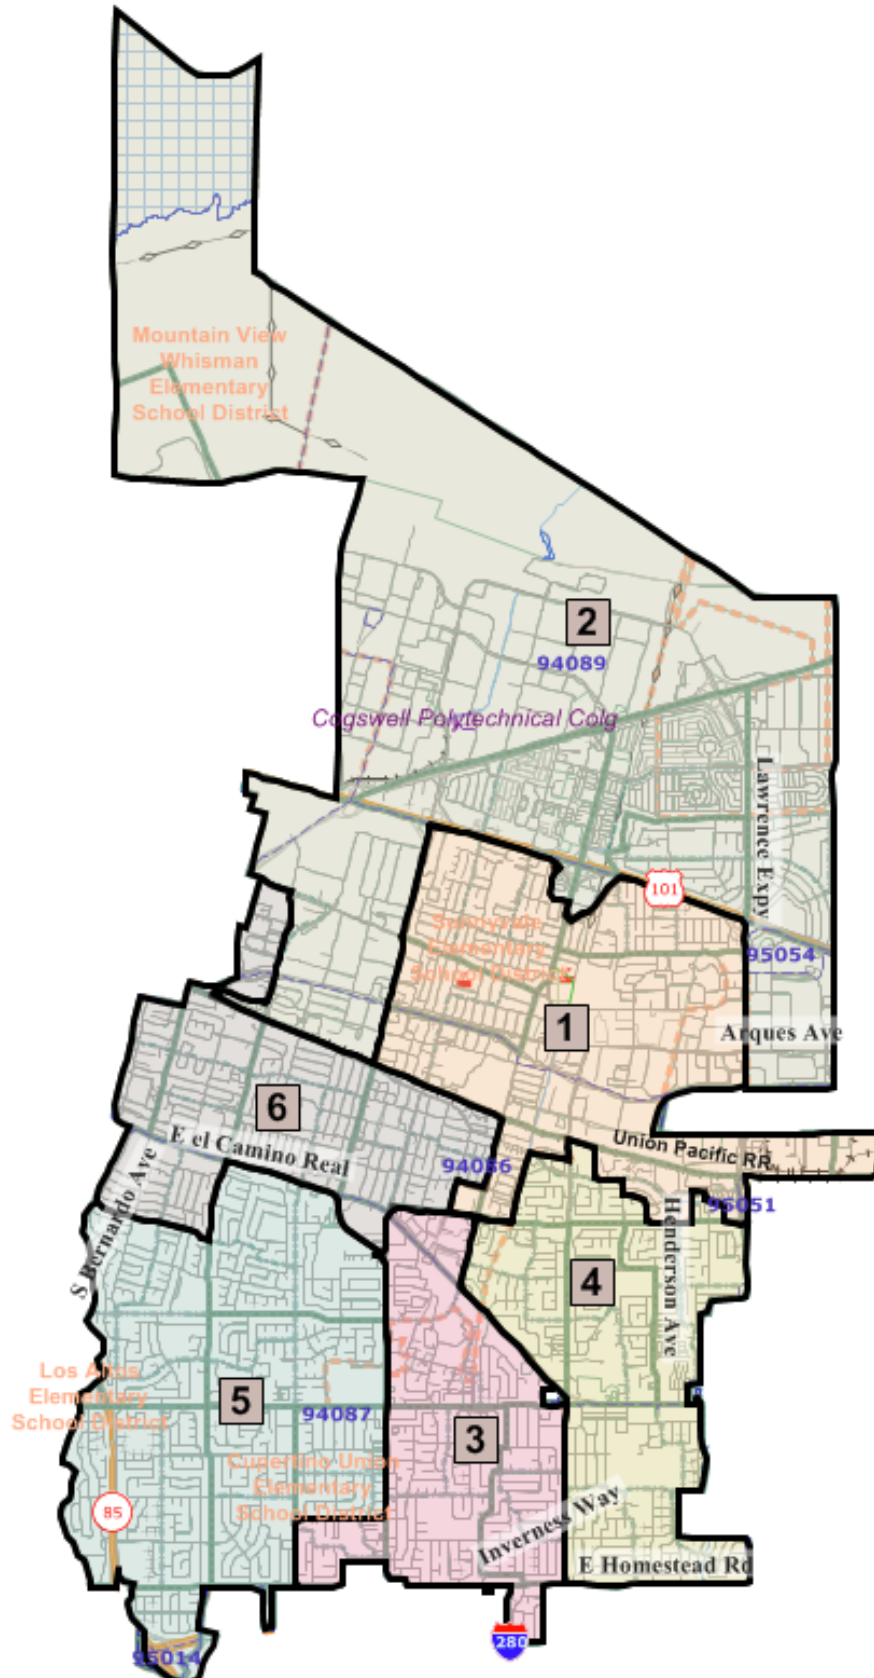 Mountain View
Whisman
Elementary
School District
2
94089
Cogswell Polytechnical Colg
Lawrence Expy
101
Sunnyvale
Elementary
School District
95054
1
Arques Ave
6
E el Camino Real
Union Pacific RR
94086
95051
S Bernardo Ave
Henderson Ave
4
Los Altos
Elementary
School District
5
94087
3
Cupertino Union
Elementary
School District
85
Inverness Way
E Homestead Rd
280
95014